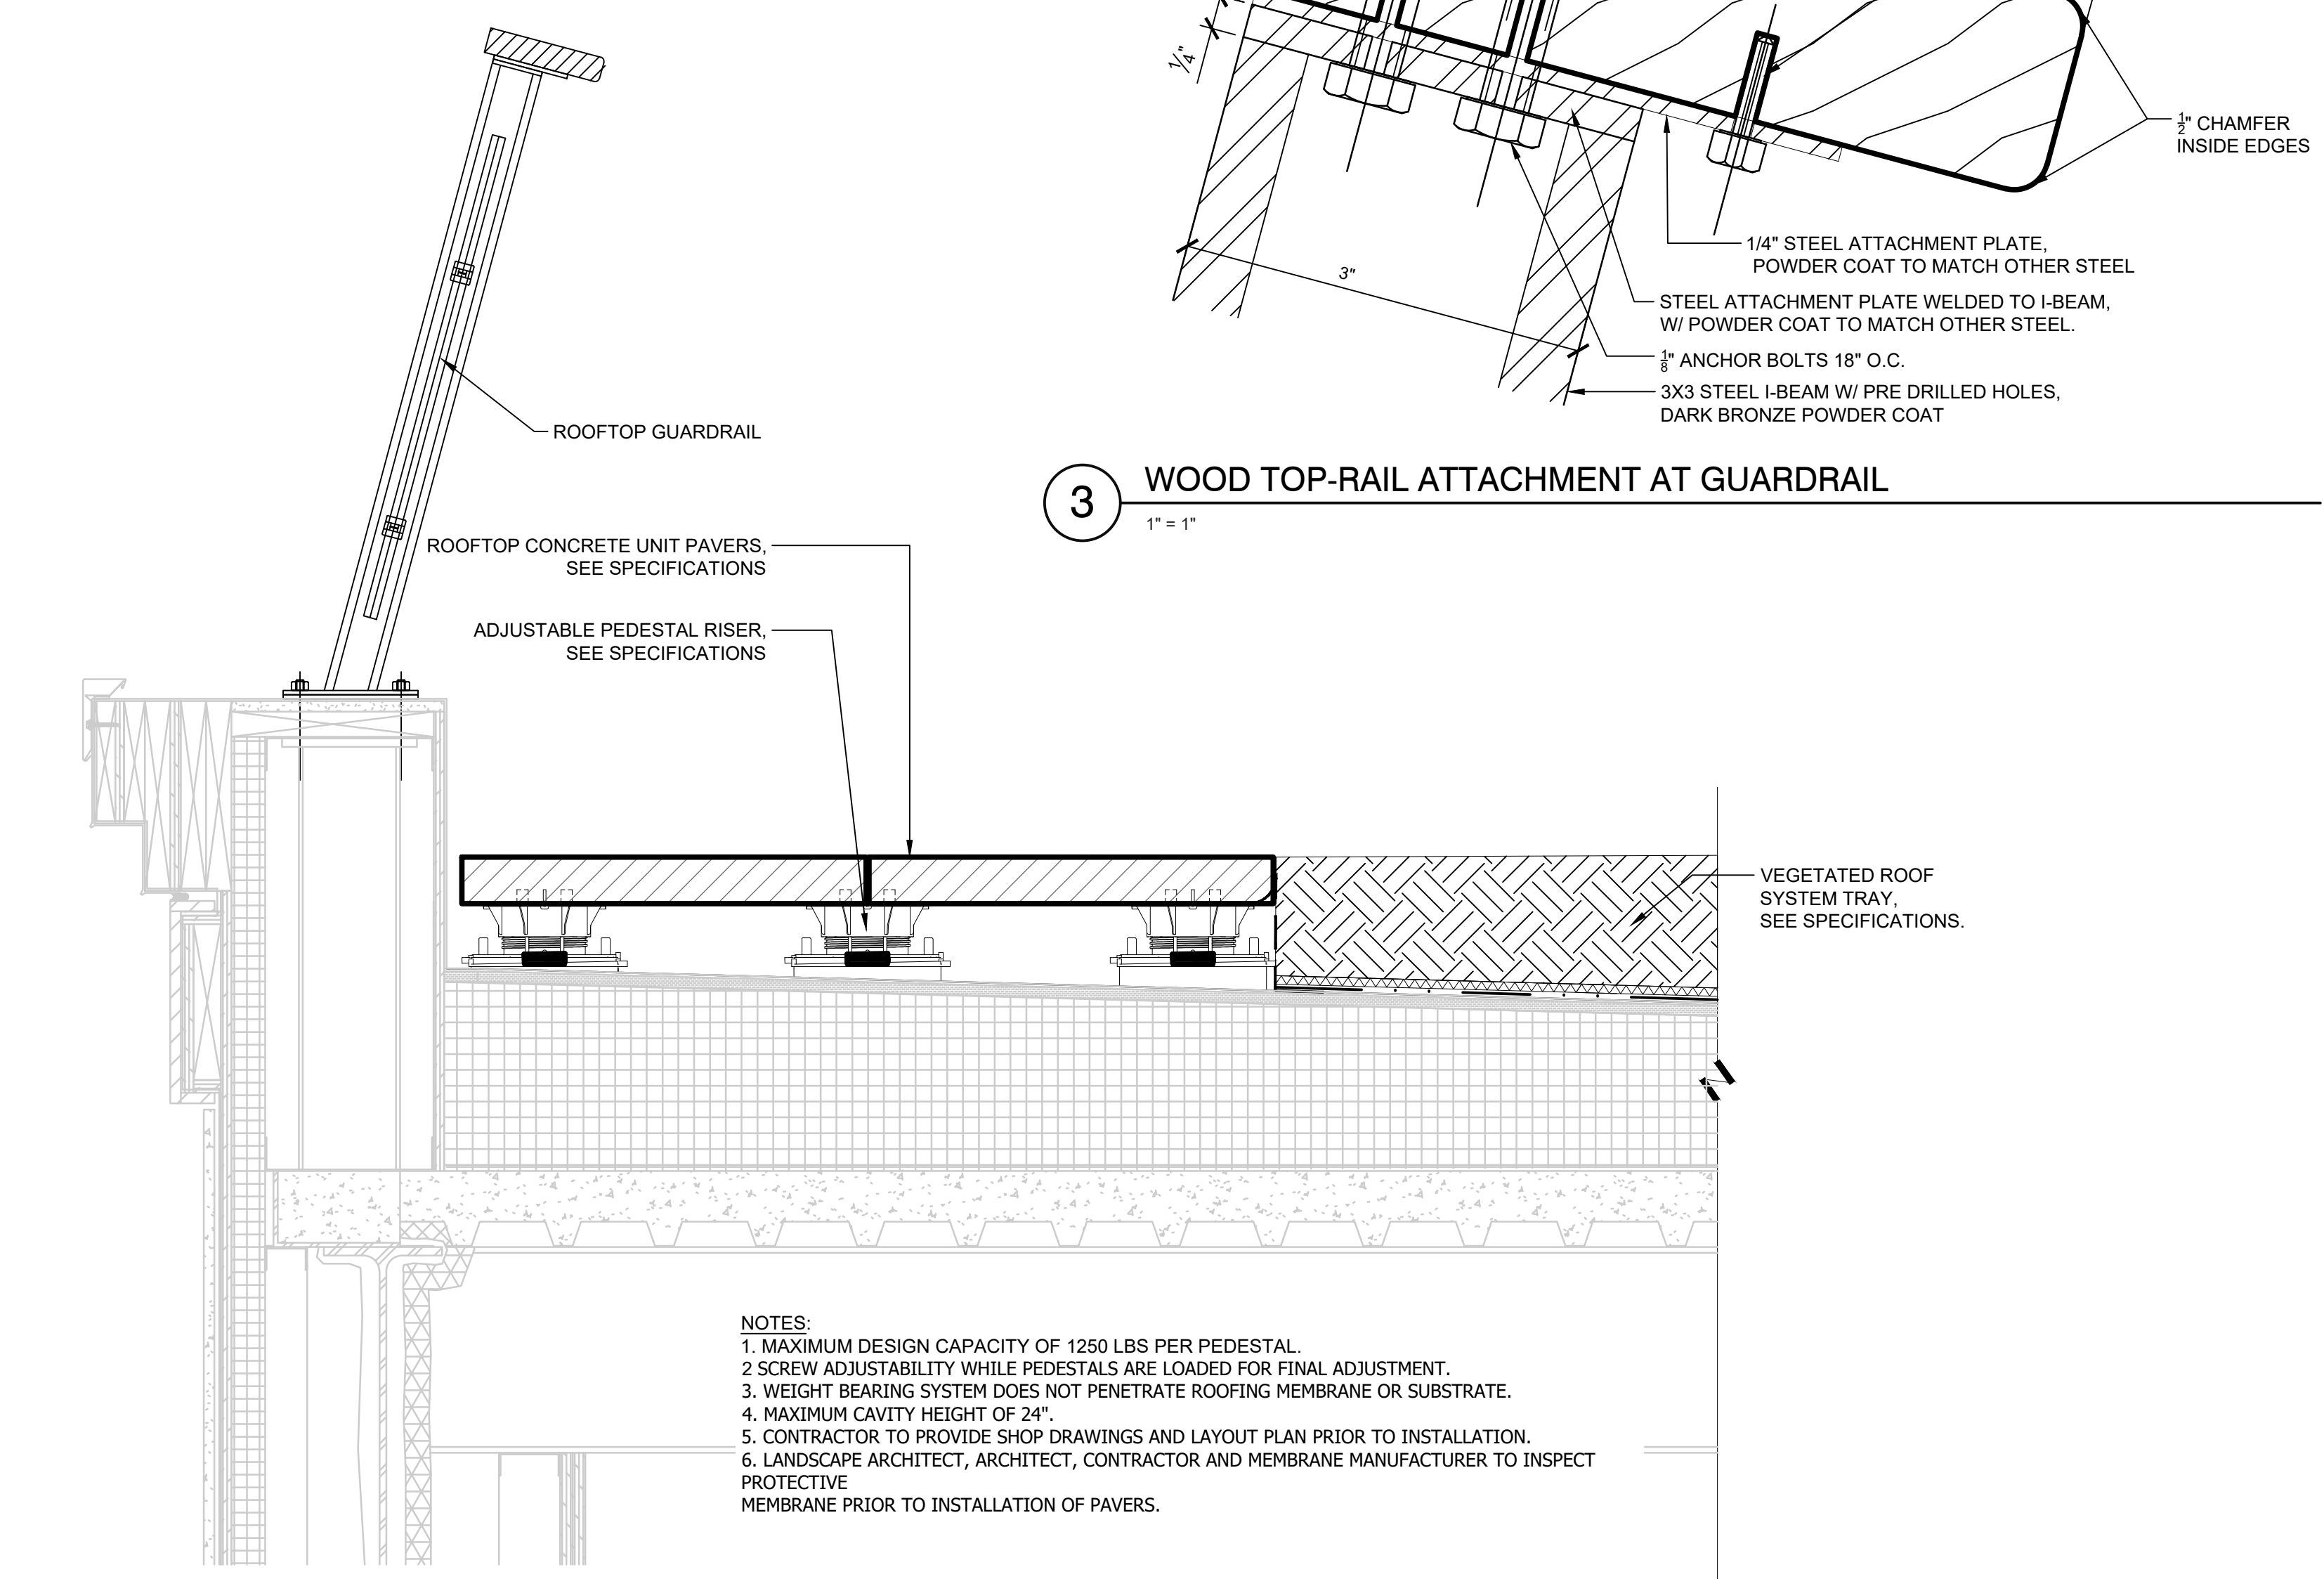 1/4"
½" CHAMFER
INSIDE EDGES
1/4" STEEL ATTACHMENT PLATE,
POWDER COAT TO MATCH OTHER STEEL
3"
STEEL ATTACHMENT PLATE WELDED TO I-BEAM,
W/ POWDER COAT TO MATCH OTHER STEEL.
⅛" ANCHOR BOLTS 18" O.C.
3X3 STEEL I-BEAM W/ PRE DRILLED HOLES,
DARK BRONZE POWDER COAT
ROOFTOP GUARDRAIL
3
WOOD TOP-RAIL ATTACHMENT AT GUARDRAIL
1" = 1"
ROOFTOP CONCRETE UNIT PAVERS,
SEE SPECIFICATIONS
ADJUSTABLE PEDESTAL RISER,
SEE SPECIFICATIONS
VEGETATED ROOF
SYSTEM TRAY,
SEE SPECIFICATIONS.
NOTES:
1. MAXIMUM DESIGN CAPACITY OF 1250 LBS PER PEDESTAL.
2 SCREW ADJUSTABILITY WHILE PEDESTALS ARE LOADED FOR FINAL ADJUSTMENT.
3. WEIGHT BEARING SYSTEM DOES NOT PENETRATE ROOFING MEMBRANE OR SUBSTRATE.
4. MAXIMUM CAVITY HEIGHT OF 24".
5. CONTRACTOR TO PROVIDE SHOP DRAWINGS AND LAYOUT PLAN PRIOR TO INSTALLATION.
6. LANDSCAPE ARCHITECT, ARCHITECT, CONTRACTOR AND MEMBRANE MANUFACTURER TO INSPECT
PROTECTIVE
MEMBRANE PRIOR TO INSTALLATION OF PAVERS.